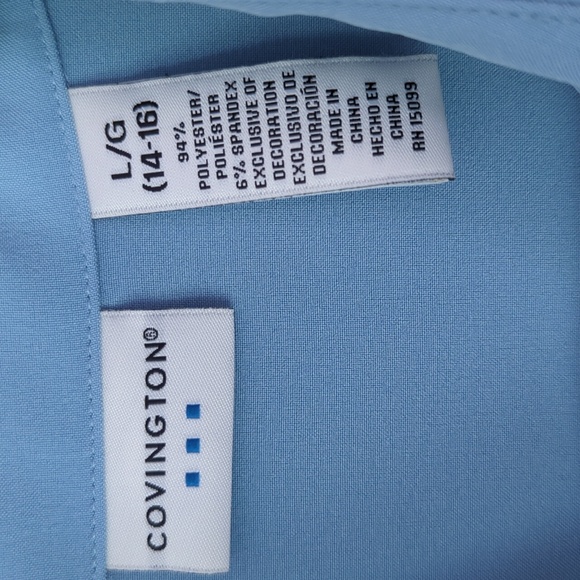 L/G
(14-16)
94%
POLYESTER/
POLIÉSTER
6% SPANDEX
EXCLUSIVE OF
DECORATION
EXCLUSIVO DE
DECORACIÓN
MADE IN
CHINA
HECHO EN
CHINA
RN 15099
COVINGTON®